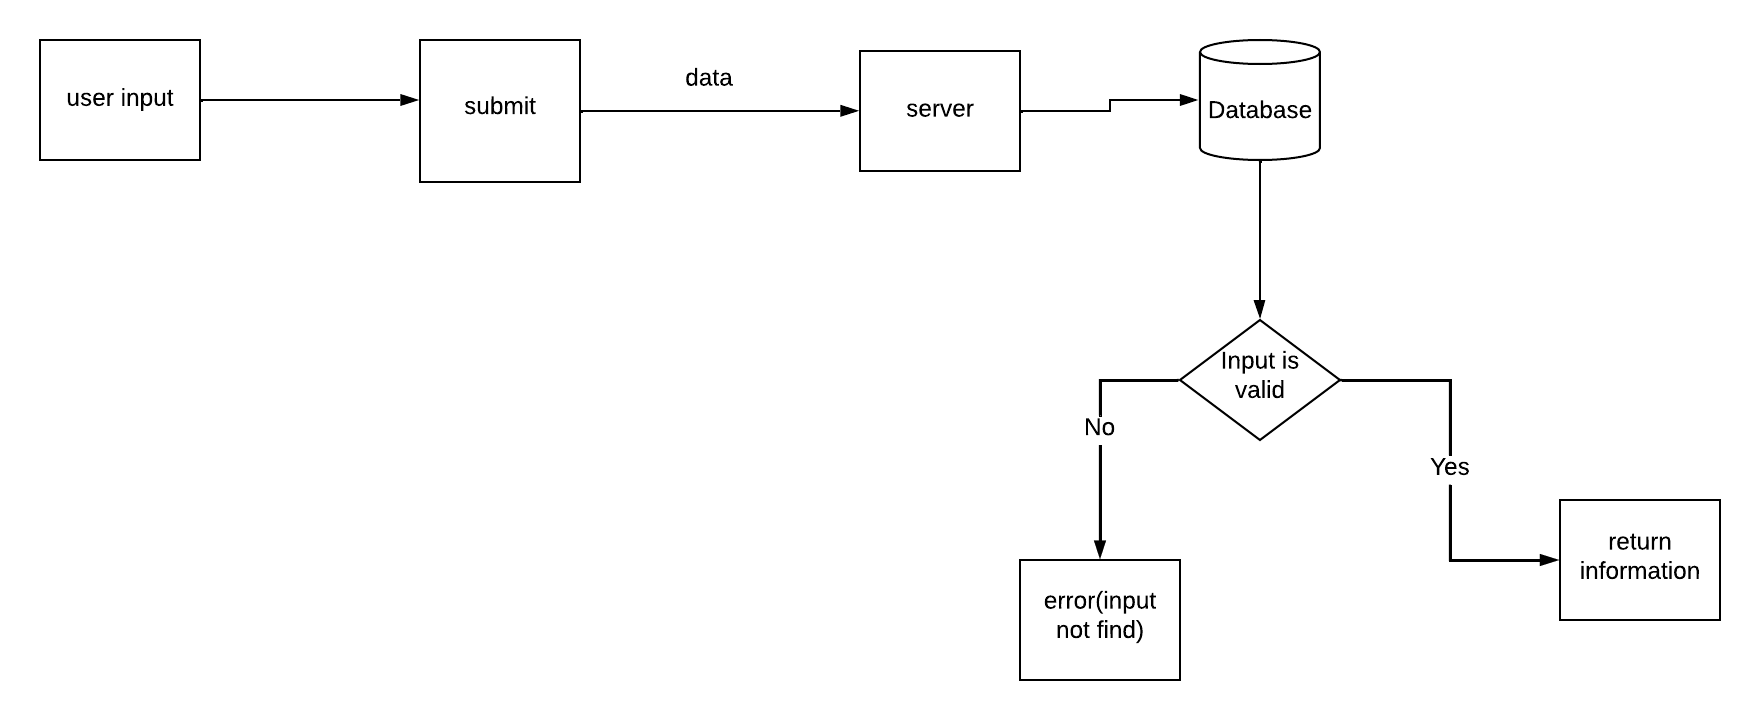 user input
submit
data
server
Database
Input is
valid
No
Yes
error(input
not find)
return
information